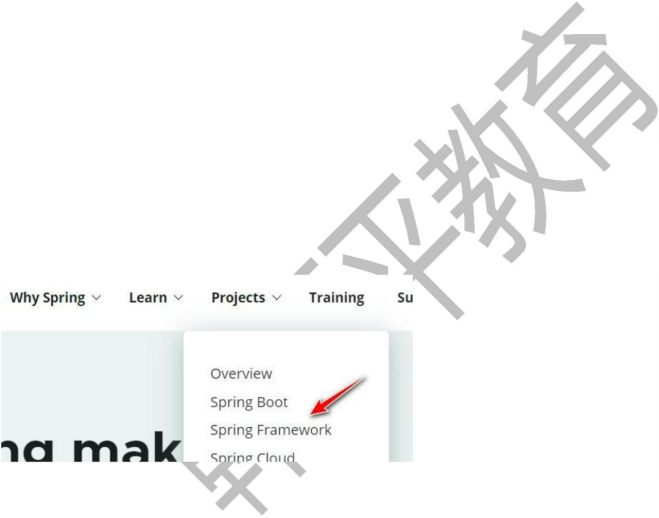 Why Spring Learn Projects Training Su
Overview
Spring Boot
Spring Framework
ng mak
Spring Cloud
平教育